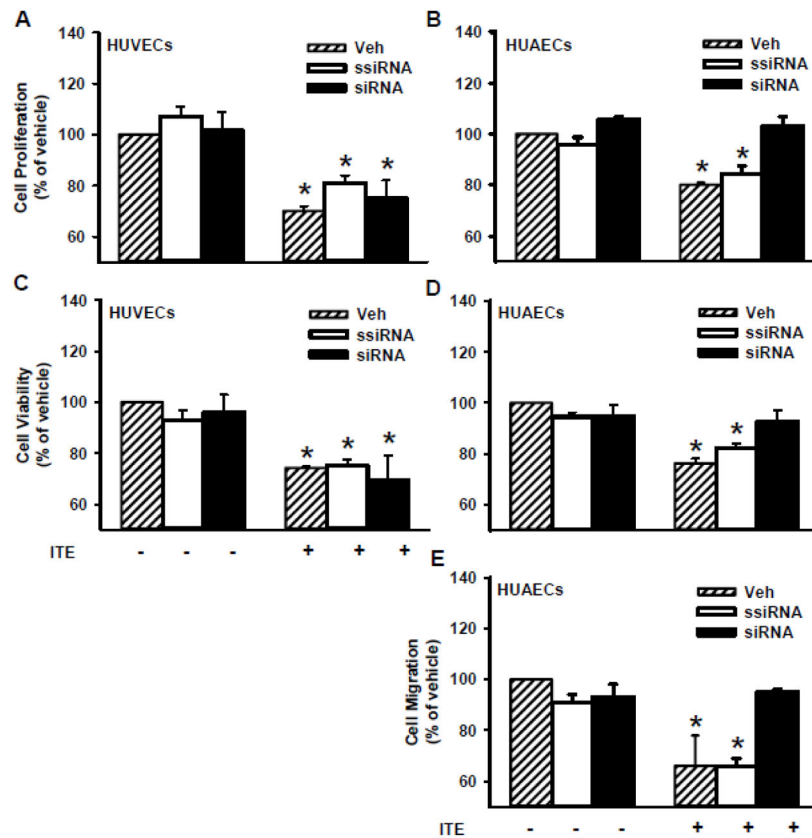 A
HUVECs
Veh
ssiRNA
siRNA
Cell Proliferation
(% of vehicle)
140
120
100
80
60
* * *
B
HUAECs
Veh
ssiRNA
siRNA
140
120
100
80
60
* *
C
HUVECs
Veh
ssiRNA
siRNA
Cell Viability
(% of vehicle)
140
120
100
80
60
* * *
ITE - - - + + +
D
HUAECs
Veh
ssiRNA
siRNA
140
120
100
80
60
* *
E
HUAECs
Veh
ssiRNA
siRNA
Cell Migration
(% of vehicle)
140
120
100
80
60
* *
ITE - - - + + +